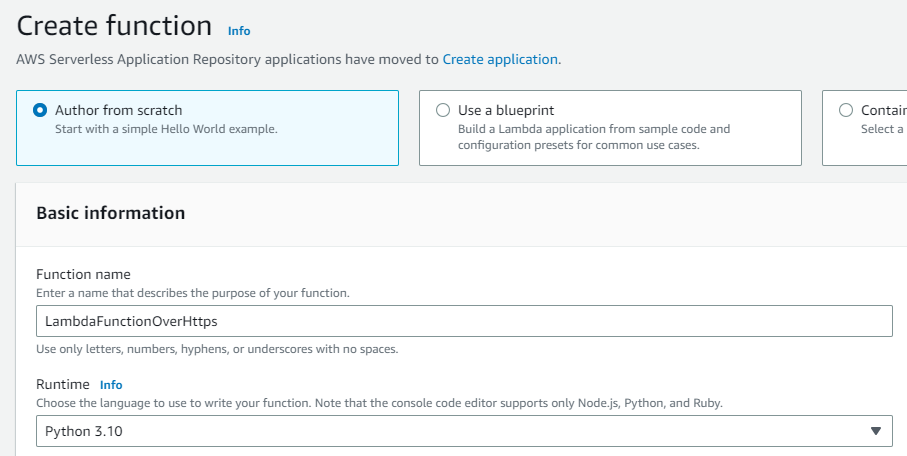 Create function Info
AWS Serverless Application Repository applications have moved to Create application.
Author from scratch
Start with a simple Hello World example.
Use a blueprint
Build a Lambda application from sample code and
configuration presets for common use cases.
Contai
Select a
Basic information
Function name
Enter a name that describes the purpose of your function.
LambdaFunctionOverHttps
Use only letters, numbers, hyphens, or underscores with no spaces.
Runtime Info
Choose the language to use to write your function. Note that the console code editor supports only Node.js, Python, and Ruby.
Python 3.10